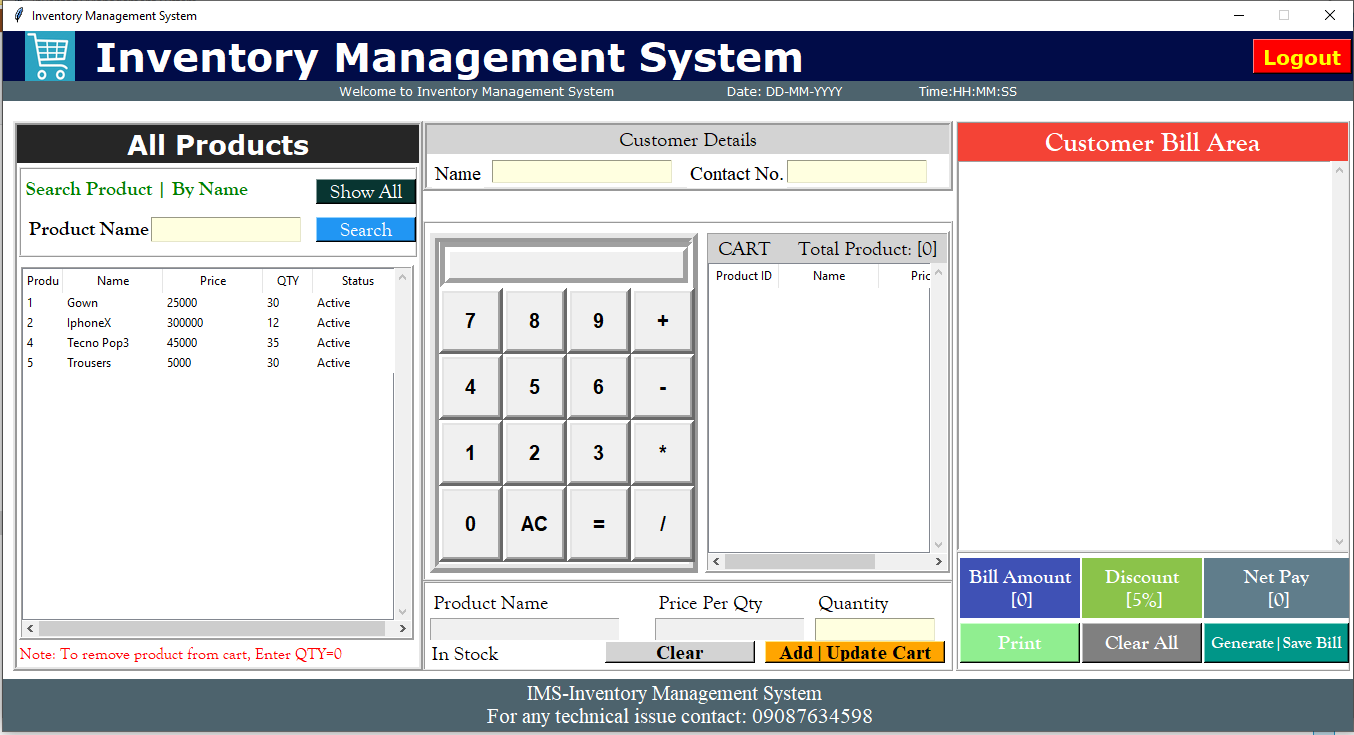 Inventory Management System
Inventory Management System
Logout
Welcome to Inventory Management System Date: DD-MM-YYYY Time:HH:MM:SS
All Products
Search Product | By Name
Show All
Product Name
Search
Produ Name Price QTY Status
1 Gown 25000 30 Active
2 IphoneX 300000 12 Active
4 Tecno Pop3 45000 35 Active
5 Trousers 5000 30 Active
Note: To remove product from cart, Enter QTY=0
Customer Details
Name Contact No.
7 8 9 +
4 5 6 -
1 2 3 *
0 AC = /
CART Total Product: [0]
Product ID Name Pric
Product Name Price Per Qty Quantity
In Stock
Clear
Add | Update Cart
Customer Bill Area
Bill Amount
[0]
Discount
[5%]
Net Pay
[0]
Print
Clear All
Generate|Save Bill
IMS-Inventory Management System
For any technical issue contact: 09087634598